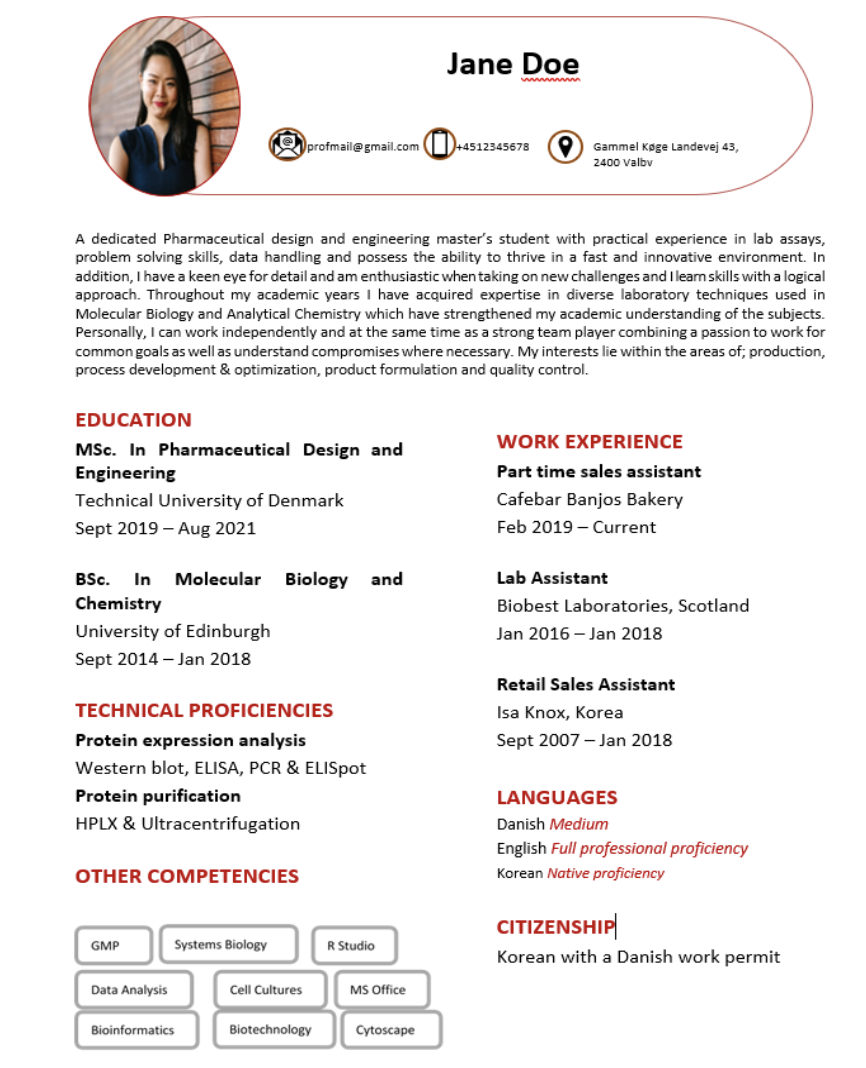 Jane Doe
profmail@gmail.com
+4512345678
Gammel Køge Landevej 43,
2400 Valby
A dedicated Pharmaceutical design and engineering master's student with practical experience in lab assays,
problem solving skills, data handling and possess the ability to thrive in a fast and innovative environment. In
addition, I have a keen eye for detail and am enthusiastic when taking on new challenges and I learn skills with a logical
approach. Throughout my academic years I have acquired expertise in diverse laboratory techniques used in
Molecular Biology and Analytical Chemistry which have strengthened my academic understanding of the subjects.
Personally, I can work independently and at the same time as a strong team player combining a passion to work for
common goals as well as understand compromises where necessary. My interests lie within the areas of; production,
process development & optimization, product formulation and quality control.
EDUCATION
MSc. In Pharmaceutical Design and
Engineering
Technical University of Denmark
Sept 2019 – Aug 2021
BSc. In Molecular Biology and
Chemistry
University of Edinburgh
Sept 2014 – Jan 2018
TECHNICAL PROFICIENCIES
Protein expression analysis
Western blot, ELISA, PCR & ELISpot
Protein purification
HPLX & Ultracentrifugation
OTHER COMPETENCIES
GMP
Systems Biology
R Studio
Data Analysis
Cell Cultures
MS Office
Bioinformatics
Biotechnology
Cytoscape
WORK EXPERIENCE
Part time sales assistant
Cafebar Banjos Bakery
Feb 2019 – Current
Lab Assistant
Biobest Laboratories, Scotland
Jan 2016 – Jan 2018
Retail Sales Assistant
Isa Knox, Korea
Sept 2007 – Jan 2018
LANGUAGES
Danish Medium
English Full professional proficiency
Korean Native proficiency
CITIZENSHIP
Korean with a Danish work permit